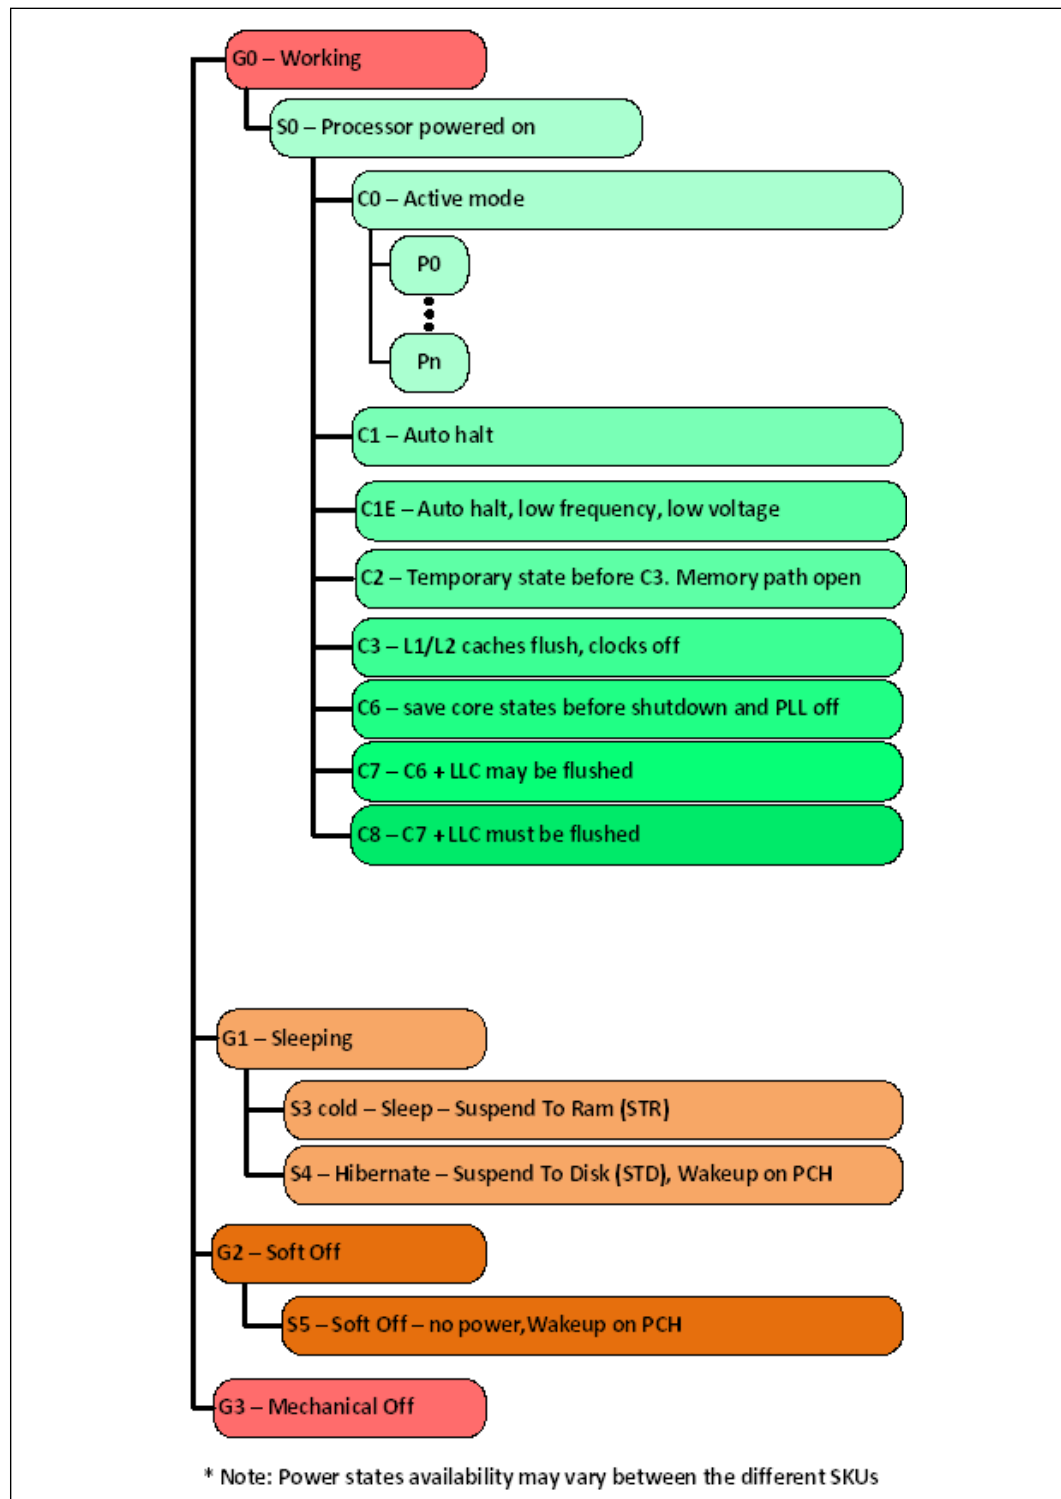 G0 – Working
S0 – Processor powered on
C0 – Active mode
P0
Pn
C1 – Auto halt
C1E – Auto halt, low frequency, low voltage
C2 – Temporary state before C3. Memory path open
C3 – L1/L2 caches flush, clocks off
C6 – save core states before shutdown and PLL off
C7 – C6 + LLC may be flushed
C8 – C7 + LLC must be flushed
G1 – Sleeping
S3 cold – Sleep – Suspend To Ram (STR)
S4 – Hibernate – Suspend To Disk (STD), Wakeup on PCH
G2 – Soft Off
S5 – Soft Off – no power,Wakeup on PCH
G3 – Mechanical Off
* Note: Power states availability may vary between the different SKUs